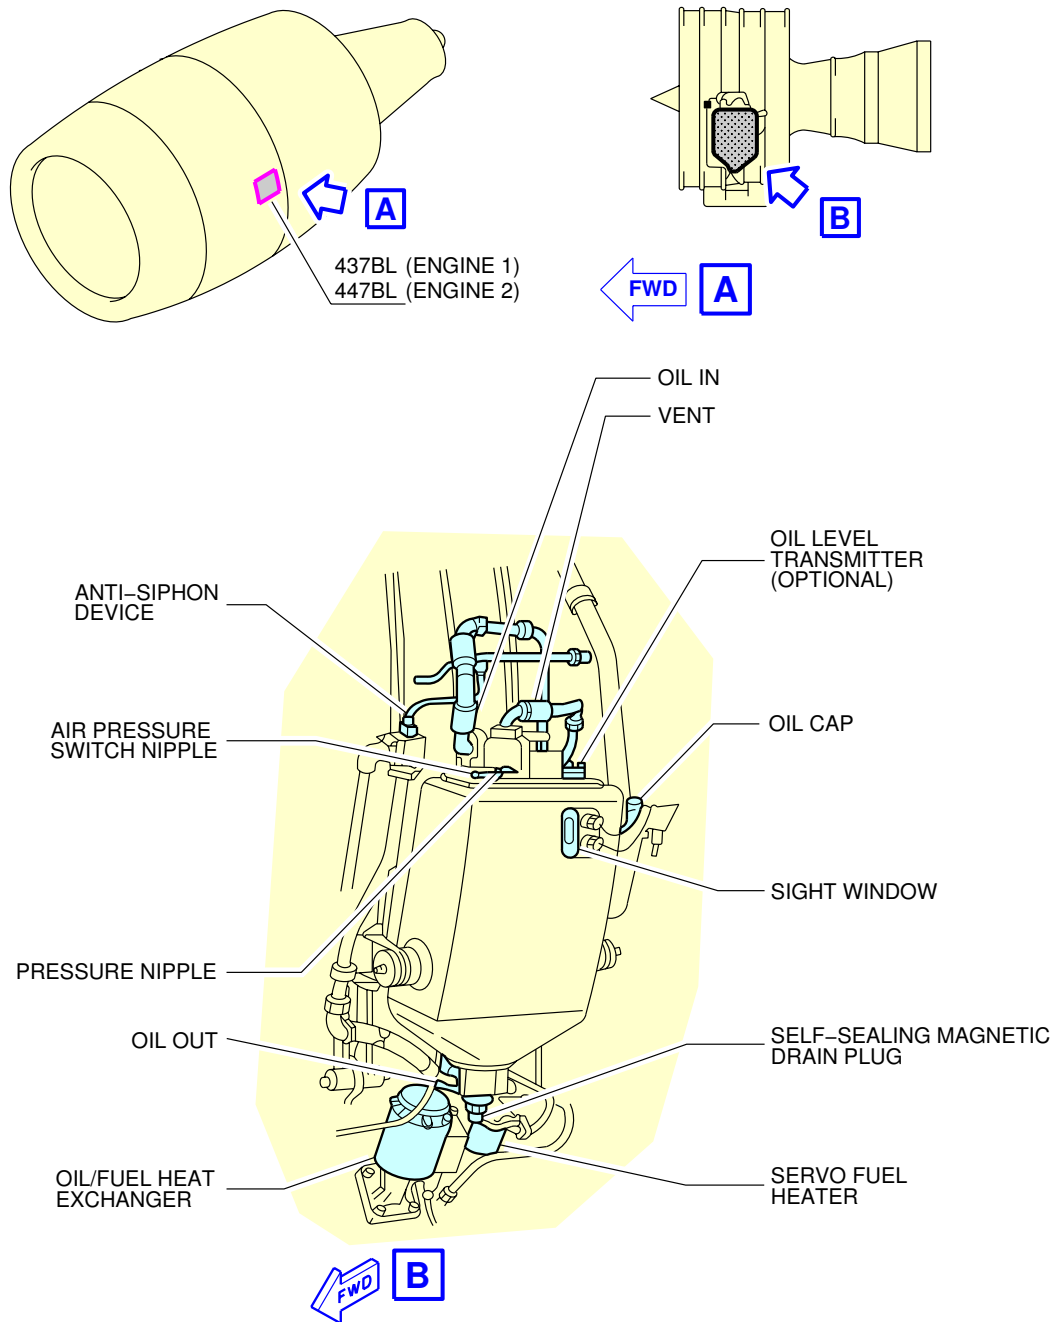 A
B
437BL (ENGINE 1)
447BL (ENGINE 2)
FWD
A
OIL IN
VENT
OIL LEVEL
TRANSMITTER
(OPTIONAL)
ANTI–SIPHON
DEVICE
AIR PRESSURE
SWITCH NIPPLE
OIL CAP
SIGHT WINDOW
PRESSURE NIPPLE
OIL OUT
SELF–SEALING MAGNETIC
DRAIN PLUG
OIL/FUEL HEAT
EXCHANGER
SERVO FUEL
HEATER
FWD
B